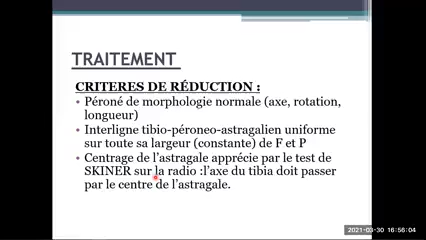 TRAITEMENT
CRITERES DE RÉDUCTION :
• Péroné de morphologie normale (axe, rotation,
longueur)
• Interligne tibio-péroneo-astragalien uniforme
sur toute sa largeur (constante) de F et P
• Centrage de l'astragale apprécie par le test de
SKINER sur la radio :l'axe du tibia doit passer
par le centre de l'astragale.
2021-03-30 16:56:04